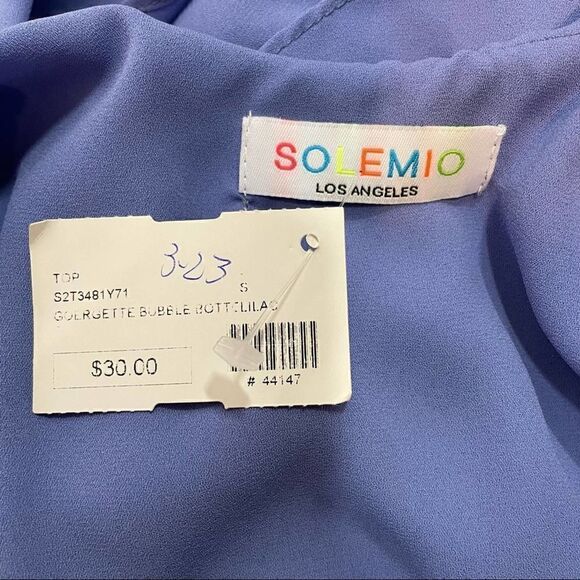 SOLEMIO
LOS ANGELES
3-23
TOP
S
S2T3481Y71
GOERGETTE BUBBLE BOTT LILAC
$30.00
# 44147